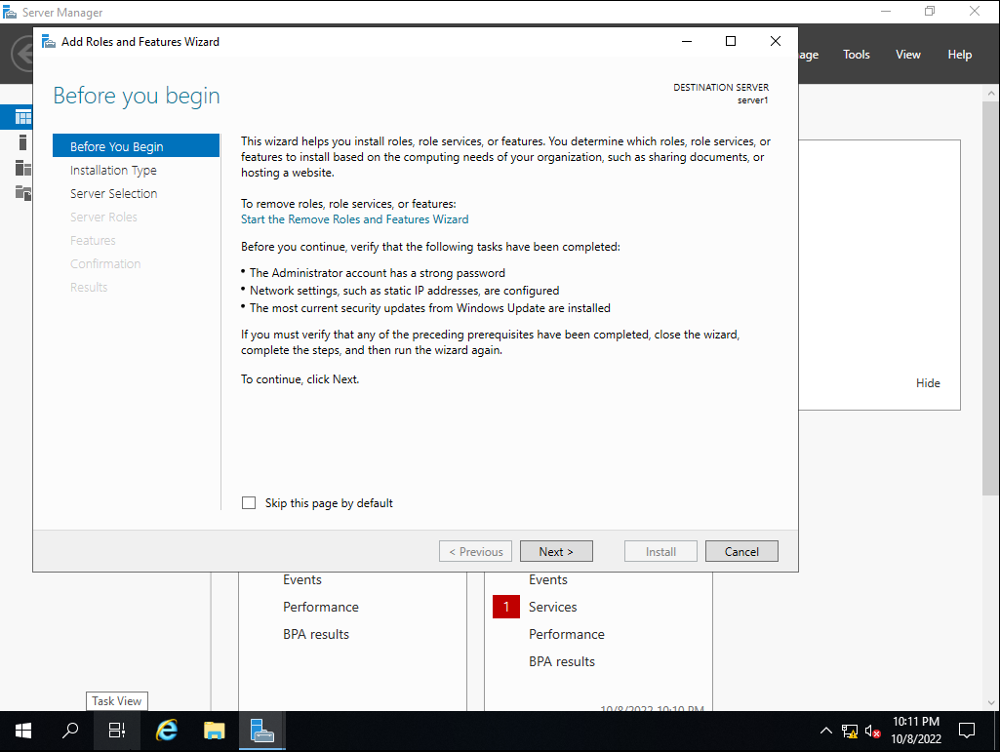 Server Manager
Add Roles and Features Wizard
Tools
View
Help
Before you begin
DESTINATION SERVER
server1
Before You Begin
Installation Type
Server Selection
Server Roles
Features
Confirmation
Results
This wizard helps you install roles, role services, or features. You determine which roles, role services, or
features to install based on the computing needs of your organization, such as sharing documents, or
hosting a website.
To remove roles, role services, or features:
Start the Remove Roles and Features Wizard
Before you continue, verify that the following tasks have been completed:
• The Administrator account has a strong password
• Network settings, such as static IP addresses, are configured
• The most current security updates from Windows Update are installed
If you must verify that any of the preceding prerequisites have been completed, close the wizard,
complete the steps, and then run the wizard again.
To continue, click Next.
Hide
Skip this page by default
< Previous
Next >
Install
Cancel
Events
Performance
BPA results
Events
1 Services
Performance
BPA results
10/8/2022 10:10 PM
Task View
10:11 PM
10/8/2022